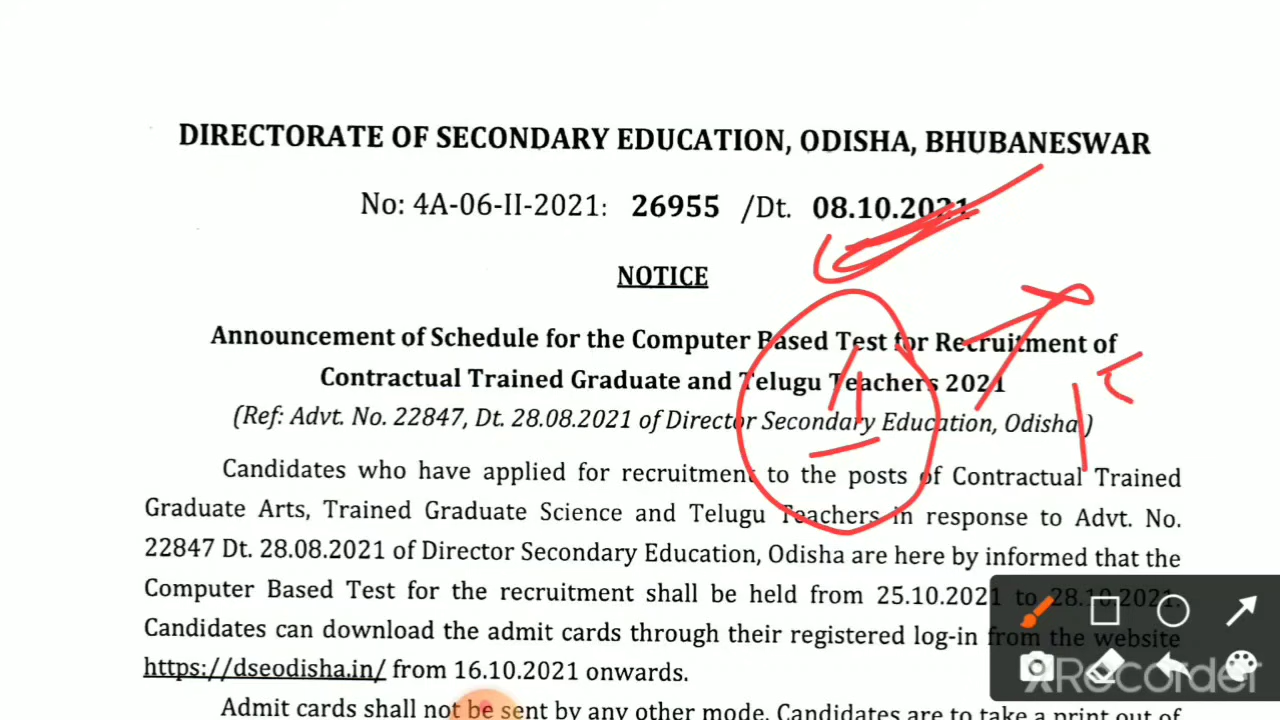 DIRECTORATE OF SECONDARY EDUCATION, ODISHA, BHUBANESWAR
No: 4A-06-II-2021: 26955 /Dt. 08.10.2021
NOTICE
Announcement of Schedule for the Computer Based Test for Recruitment of
Contractual Trained Graduate and Telugu Teachers 2021
(Ref: Advt. No. 22847, Dt. 28.08.2021 of Director Secondary Education, Odisha)
Candidates who have applied for recruitment to the posts of Contractual Trained
Graduate Arts, Trained Graduate Science and Telugu Teachers in response to Advt. No.
22847 Dt. 28.08.2021 of Director Secondary Education, Odisha are here by informed that the
Computer Based Test for the recruitment shall be held from 25.10.2021 to 28.10.2021.
Candidates can download the admit cards through their registered log-in from the website
https://dseodisha.in/ from 16.10.2021 onwards.
Admit cards shall not be sent by any other mode. Candidates are to take a print out of
XRecorder